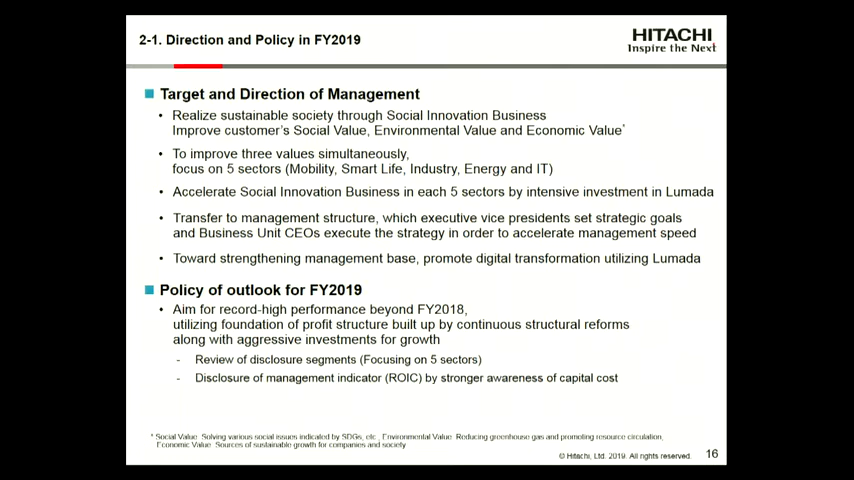 2-1. Direction and Policy in FY2019
HITACHI
Inspire the Next
■ Target and Direction of Management
• Realize sustainable society through Social Innovation Business
Improve customer's Social Value, Environmental Value and Economic Value*
• To improve three values simultaneously,
focus on 5 sectors (Mobility, Smart Life, Industry, Energy and IT)
• Accelerate Social Innovation Business in each 5 sectors by intensive investment in Lumada
• Transfer to management structure, which executive vice presidents set strategic goals
and Business Unit CEOs execute the strategy in order to accelerate management speed
• Toward strengthening management base, promote digital transformation utilizing Lumada
■ Policy of outlook for FY2019
• Aim for record-high performance beyond FY2018,
utilizing foundation of profit structure built up by continuous structural reforms
along with aggressive investments for growth
- Review of disclosure segments (Focusing on 5 sectors)
- Disclosure of management indicator (ROIC) by stronger awareness of capital cost
* Social Value: Solving various social issues indicated by SDGs, etc., Environmental Value: Reducing greenhouse gas and promoting resource circulation,
Economic Value: Sources of sustainable growth for companies and society
© Hitachi, Ltd. 2019. All rights reserved. 16